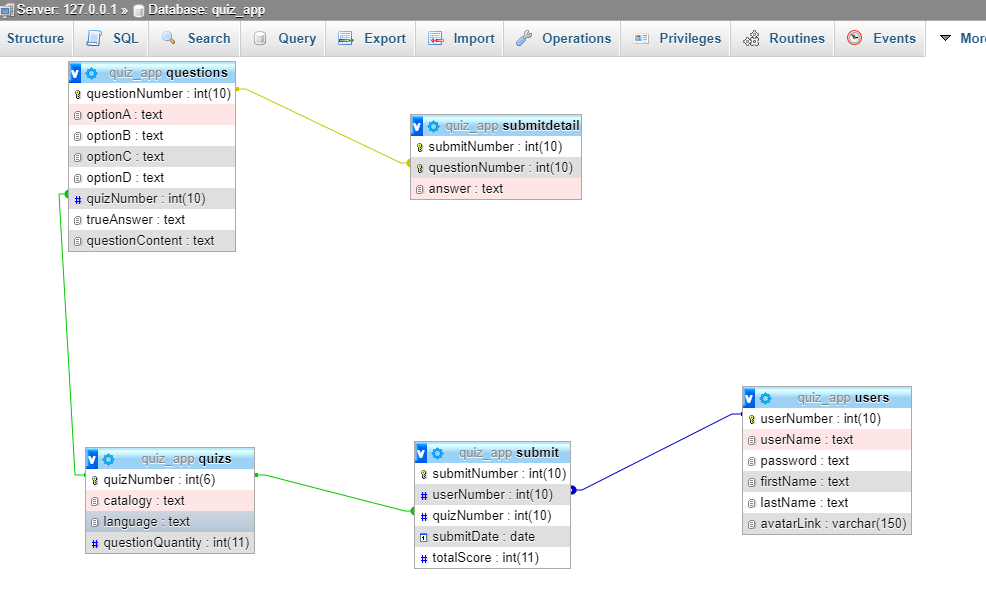 Server: 127.0.0.1 » Database: quiz_app
Structure SQL Search Query Export Import Operations Privileges Routines Events Mor
v quiz_app questions
questionNumber : int(10)
optionA : text
optionB : text
optionC : text
optionD : text
# quizNumber : int(10)
trueAnswer : text
questionContent : text
v quiz_app submitdetail
submitNumber : int(10)
questionNumber : int(10)
answer : text
v quiz_app quizs
quizNumber : int(6)
catalogy : text
language : text
# questionQuantity : int(11)
v quiz_app submit
submitNumber : int(10)
# userNumber : int(10)
# quizNumber : int(10)
submitDate : date
# totalScore : int(11)
v quiz_app users
userNumber : int(10)
userName : text
password : text
firstName : text
lastName : text
avatarLink : varchar(150)